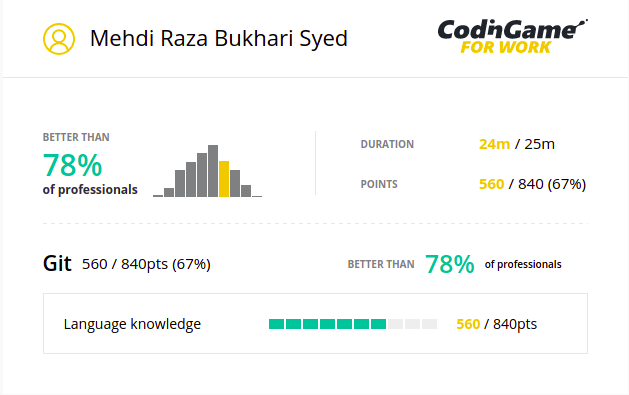 Mehdi Raza Bukhari Syed
CodinGame
FOR WORK
BETTER THAN
78%
of professionals
DURATION
24m / 25m
POINTS
560 / 840 (67%)
Git 560 / 840pts (67%)
BETTER THAN 78% of professionals
Language knowledge
560 / 840pts